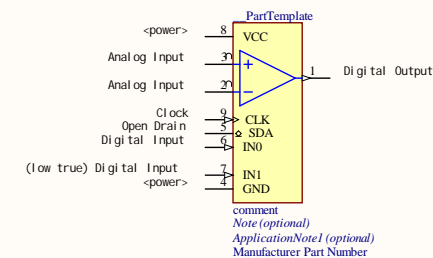 __PartTemplate
<power> 8 VCC
Analog Input 3 +
1 Digital Output
Analog Input 2 −
Clock 9 CLK
Open Drain 5 SDA
Digital Input 6 IN0
(low true) Digital Input 7 IN1
<power> 4 GND
comment
Note (optional)
ApplicationNote1 (optional)
Manufacturer Part Number